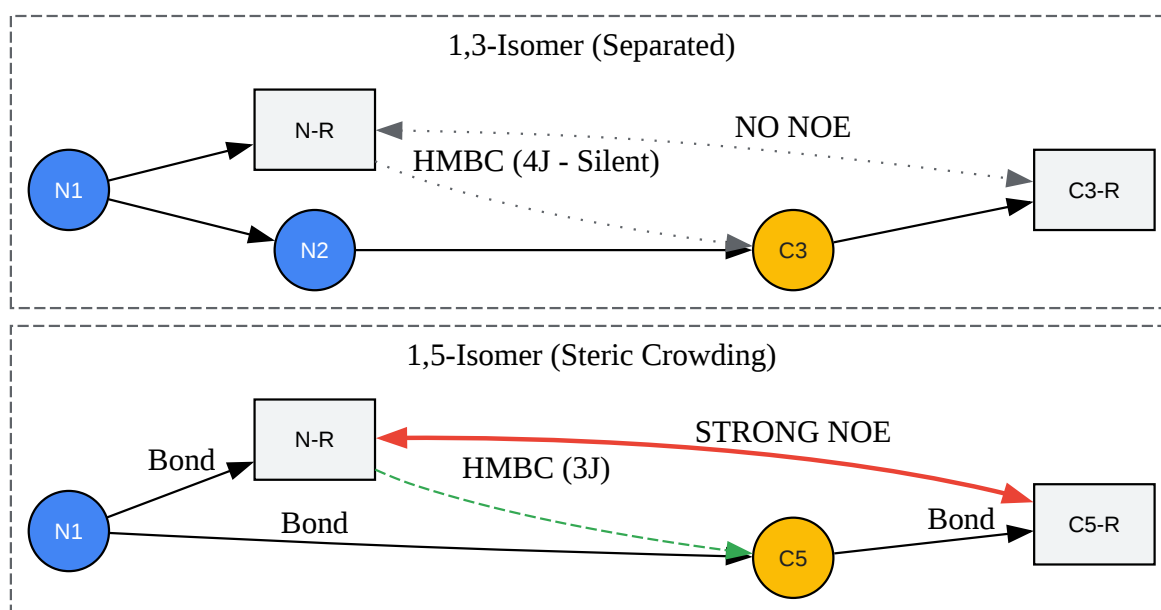 1,3-Isomer (Separated)
N-R
NO NOE
HMBC (4J - Silent)
N1
C3-R
N2
C3
1,5-Isomer (Steric Crowding)
N-R
STRONG NOE
Bond
HMBC (3J)
N1
Bond
Bond
C5-R
C5